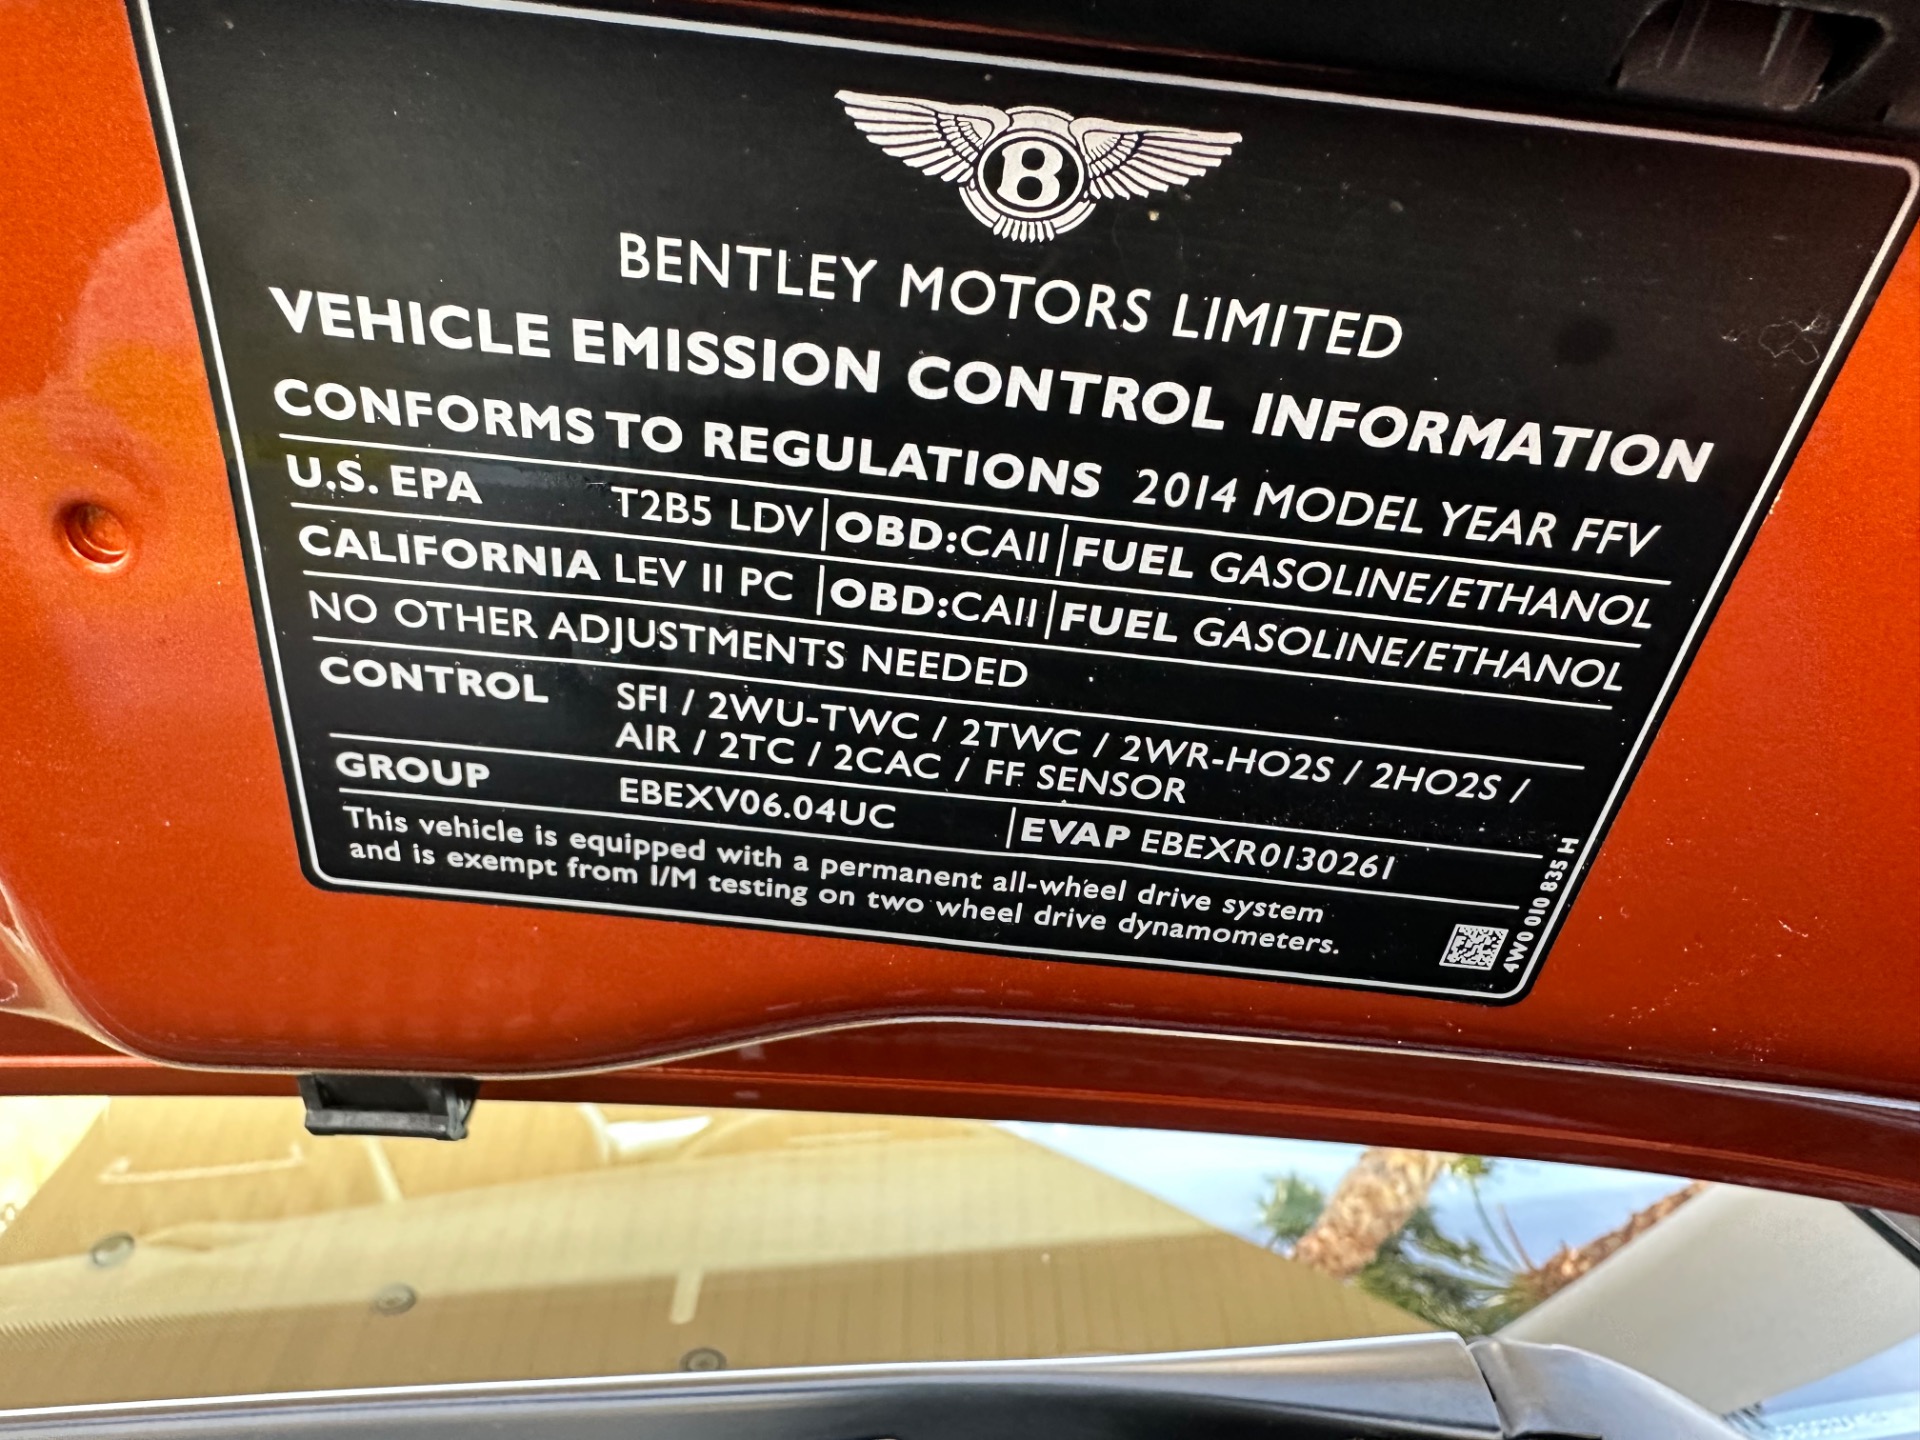 B
BENTLEY MOTORS LIMITED
VEHICLE EMISSION CONTROL INFORMATION
CONFORMS TO REGULATIONS 2014 MODEL YEAR FFV
U.S. EPA T2B5 LDV OBD:CAII FUEL GASOLINE/ETHANOL
CALIFORNIA LEV II PC OBD:CAII FUEL GASOLINE/ETHANOL
NO OTHER ADJUSTMENTS NEEDED
CONTROL SFI / 2WU-TWC / 2TWC / 2WR-HO2S / 2HO2S /
AIR / 2TC / 2CAC / FF SENSOR
GROUP EBEXV06.04UC EVAP EBEXR0130261
This vehicle is equipped with a permanent all-wheel drive system
and is exempt from I/M testing on two wheel drive dynamometers.
4W0 010 835 H